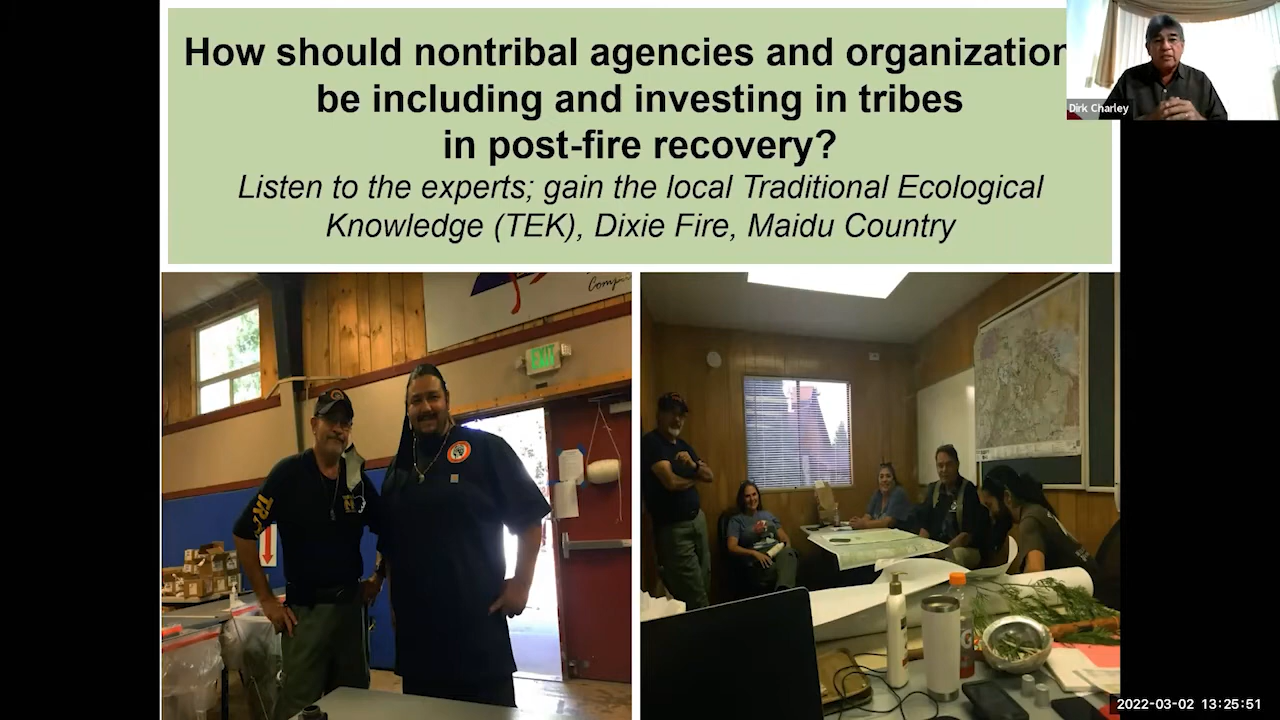 How should nontribal agencies and organization
be including and investing in tribes
in post-fire recovery?
Listen to the experts; gain the local Traditional Ecological
Knowledge (TEK), Dixie Fire, Maidu Country
Dirk Charley
EXIT
2022-03-02 13:25:51